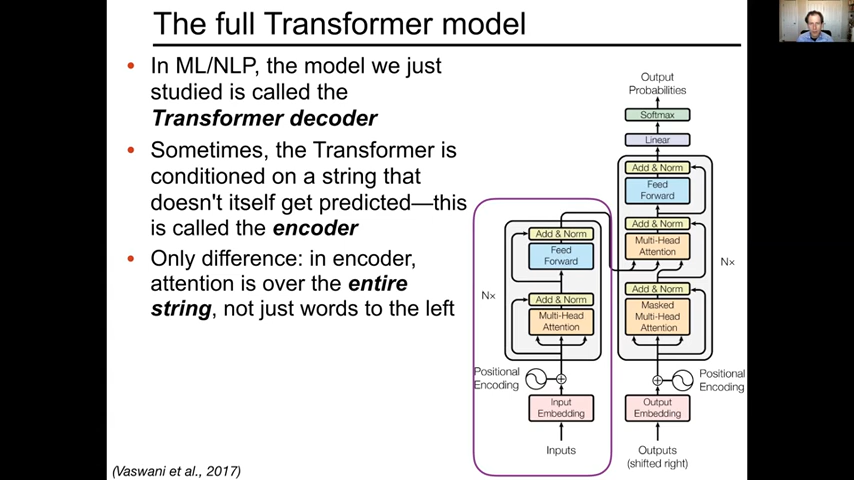 The full Transformer model
• In ML/NLP, the model we just
studied is called the
Transformer decoder
• Sometimes, the Transformer is
conditioned on a string that
doesn't itself get predicted—this
is called the encoder
• Only difference: in encoder,
attention is over the entire
string, not just words to the left
Output
Probabilities
Softmax
Linear
Add & Norm
Feed
Forward
Add & Norm
Multi-Head
Attention
Add & Norm
Masked
Multi-Head
Attention
N×
Positional
Encoding
Output
Embedding
Outputs
(shifted right)
Add & Norm
Feed
Forward
Add & Norm
Multi-Head
Attention
N×
Positional
Encoding
Input
Embedding
Inputs
(Vaswani et al., 2017)